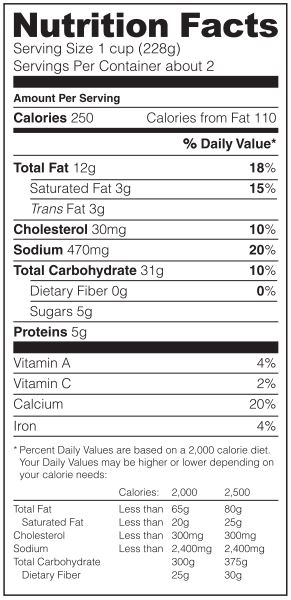 Nutrition Facts
Serving Size 1 cup (228g)
Servings Per Container about 2
Amount Per Serving
Calories 250 Calories from Fat 110
% Daily Value*
Total Fat 12g 18%
Saturated Fat 3g 15%
Trans Fat 3g
Cholesterol 30mg 10%
Sodium 470mg 20%
Total Carbohydrate 31g 10%
Dietary Fiber 0g 0%
Sugars 5g
Proteins 5g
Vitamin A 4%
Vitamin C 2%
Calcium 20%
Iron 4%
* Percent Daily Values are based on a 2,000 calorie diet.
Your Daily Values may be higher or lower depending on
your calorie needs:
Calories: 2,000 2,500
Total Fat Less than 65g 80g
Saturated Fat Less than 20g 25g
Cholesterol Less than 300mg 300mg
Sodium Less than 2,400mg 2,400mg
Total Carbohydrate 300g 375g
Dietary Fiber 25g 30g